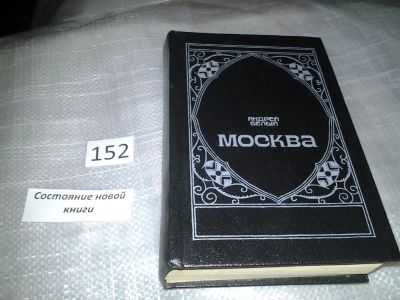 АНДРЕЙ
БЕЛЫЙ
МОСКВА
152
Состояние новой
книги